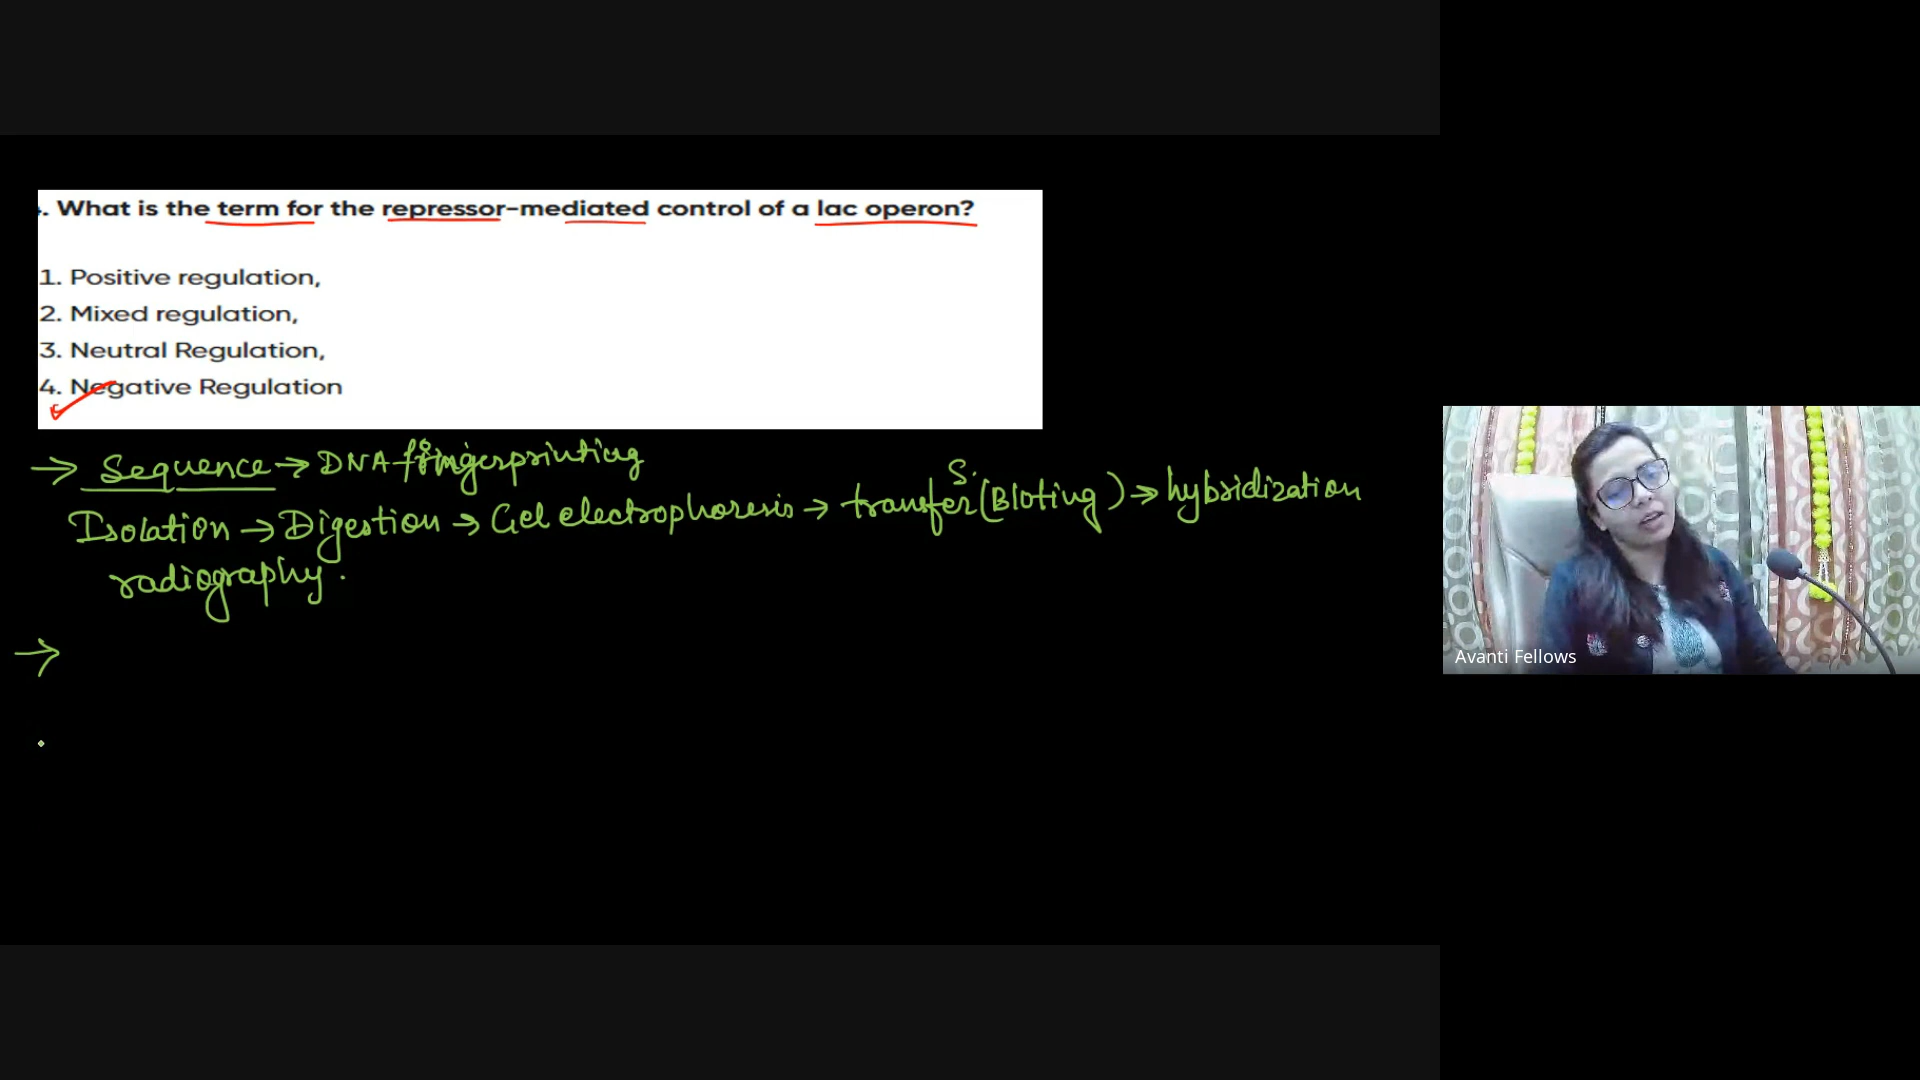 . What is the term for the repressor-mediated control of a lac operon?
1. Positive regulation,
2. Mixed regulation,
3. Neutral Regulation,
4. Negative Regulation
→ Sequence → DNA fingerprinting
Isolation → Digestion → Gel electrophoresis → transfer (Bloting) → hybridization
S.
radiography.
→
Avanti Fellows